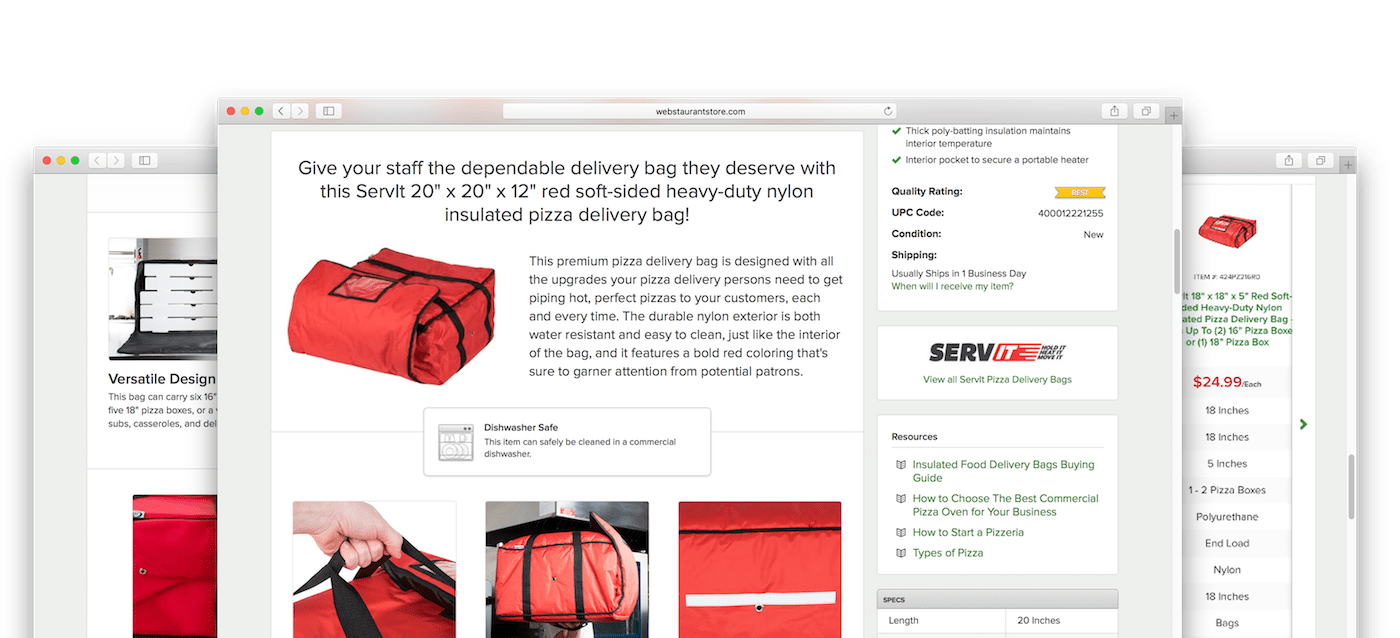 webstaurantstore.com
Give your staff the dependable delivery bag they deserve with
this ServIt 20" x 20" x 12" red soft-sided heavy-duty nylon
insulated pizza delivery bag!
This premium pizza delivery bag is designed with all
the upgrades your pizza delivery persons need to get
piping hot, perfect pizzas to your customers, each
and every time. The durable nylon exterior is both
water resistant and easy to clean, just like the interior
of the bag, and it features a bold red coloring that's
sure to garner attention from potential patrons.
Dishwasher Safe
This item can safely be cleaned in a commercial
dishwasher.
Thick poly-batting insulation maintains
interior temperature
Interior pocket to secure a portable heater
Quality Rating: BEST
UPC Code: 400012221255
Condition: New
Shipping:
Usually Ships in 1 Business Day
When will I receive my item?
SERVIT HOLD IT HEAT IT MOVE IT
View all ServIt Pizza Delivery Bags
Resources
Insulated Food Delivery Bags Buying
Guide
How to Choose The Best Commercial
Pizza Oven for Your Business
How to Start a Pizzeria
Types of Pizza
SPECS
Length 20 Inches
Versatile Design
This bag can carry six 16"
five 18" pizza boxes, or a
subs, casseroles, and
ITEM #: 424PZ216RD
18" x 18" x 5" Red Soft-
Heavy-Duty Nylon
Pizza Delivery Bag -
Up To (2) 16" Pizza
or (1) 18" Pizza Box
$24.99/Each
18 Inches
18 Inches
5 Inches
1 - 2 Pizza Boxes
Polyurethane
End Load
Nylon
18 Inches
Bags